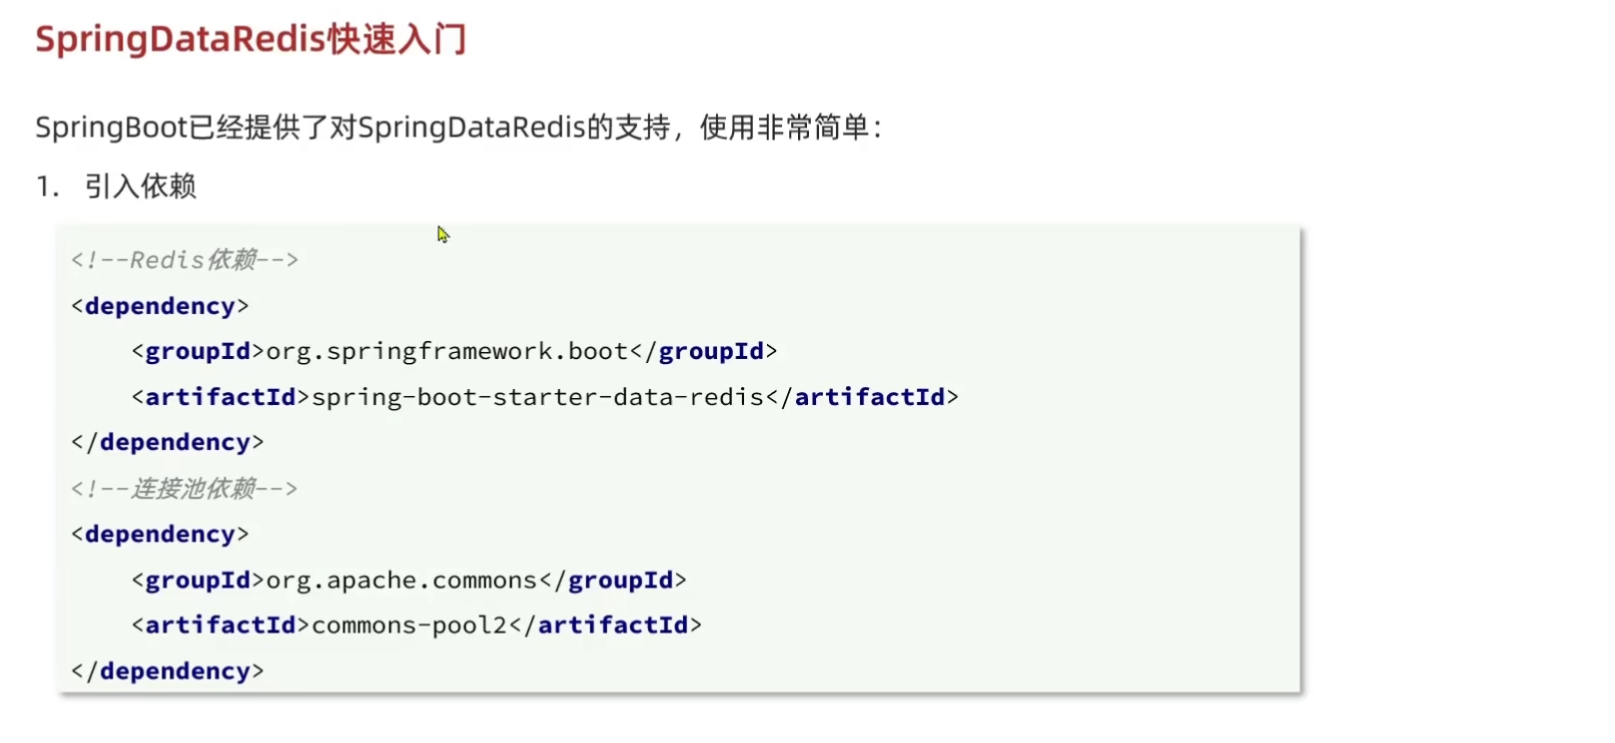 SpringDataRedis快速入门
SpringBoot已经提供了对SpringDataRedis的支持，使用非常简单：
1. 引入依赖
<!--Redis依赖-->
<dependency>
    <groupId>org.springframework.boot</groupId>
    <artifactId>spring-boot-starter-data-redis</artifactId>
</dependency>
<!--连接池依赖-->
<dependency>
    <groupId>org.apache.commons</groupId>
    <artifactId>commons-pool2</artifactId>
</dependency>